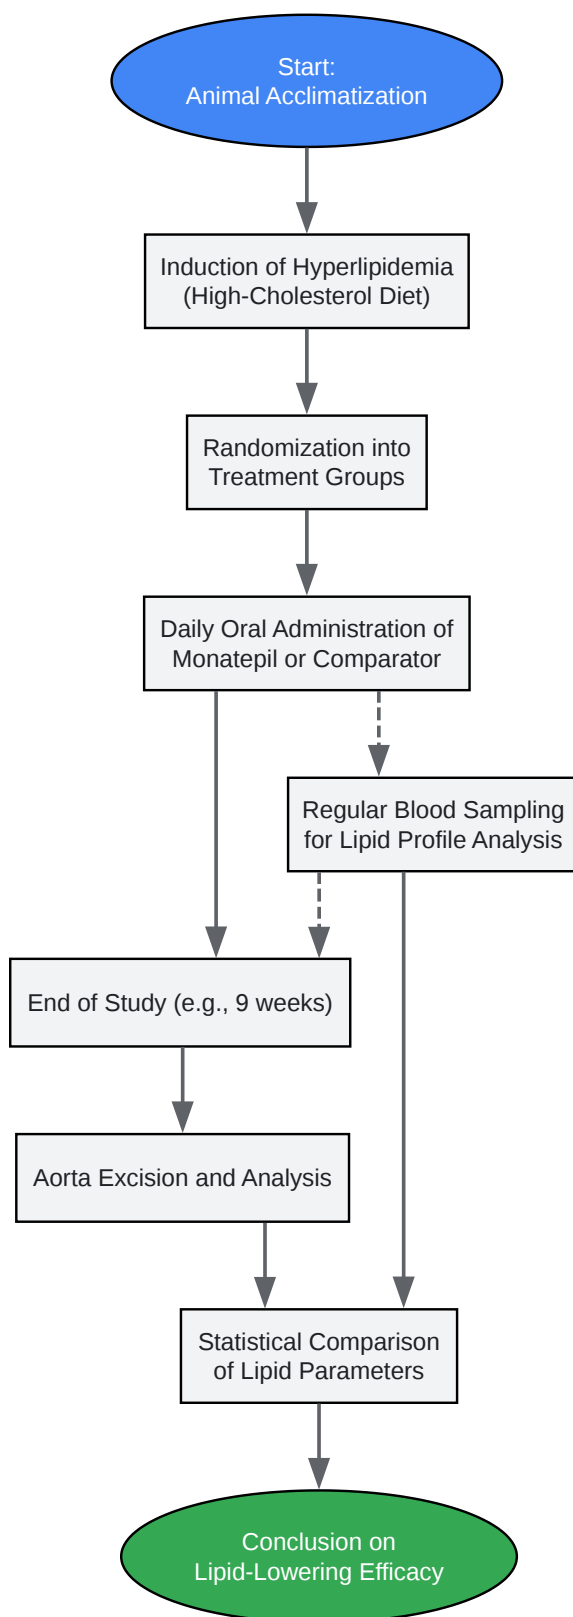 Start:
Animal Acclimatization
Induction of Hyperlipidemia
(High-Cholesterol Diet)
Randomization into
Treatment Groups
Daily Oral Administration of
Monatepil or Comparator
Regular Blood Sampling
for Lipid Profile Analysis
End of Study (e.g., 9 weeks)
Aorta Excision and Analysis
Statistical Comparison
of Lipid Parameters
Conclusion on
Lipid-Lowering Efficacy